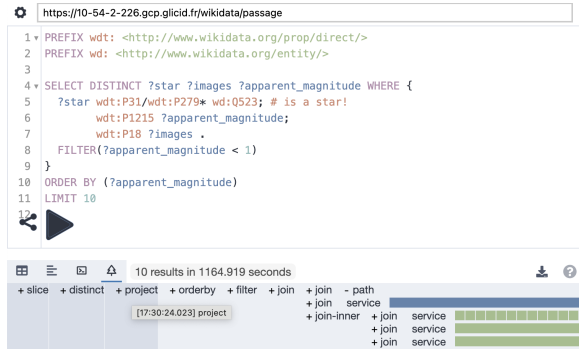 https://10-54-2-226.gcp.glicid.fr/wikidata/passage
1 PREFIX wdt: <http://www.wikidata.org/prop/direct/>
2 PREFIX wd: <http://www.wikidata.org/entity/>
3
4 SELECT DISTINCT ?star ?images ?apparent_magnitude WHERE {
5 ?star wdt:P31/wdt:P279* wd:Q523; # is a star!
6 wdt:P1215 ?apparent_magnitude;
7 wdt:P18 ?images .
8 FILTER(?apparent_magnitude < 1)
9 }
10 ORDER BY (?apparent_magnitude)
11 LIMIT 10
12
10 results in 1164.919 seconds
+ slice + distinct + project + orderby + filter + join + join - path
+ join service
[17:30:24.023] project
+ join-inner + join service
+ join service
+ join service